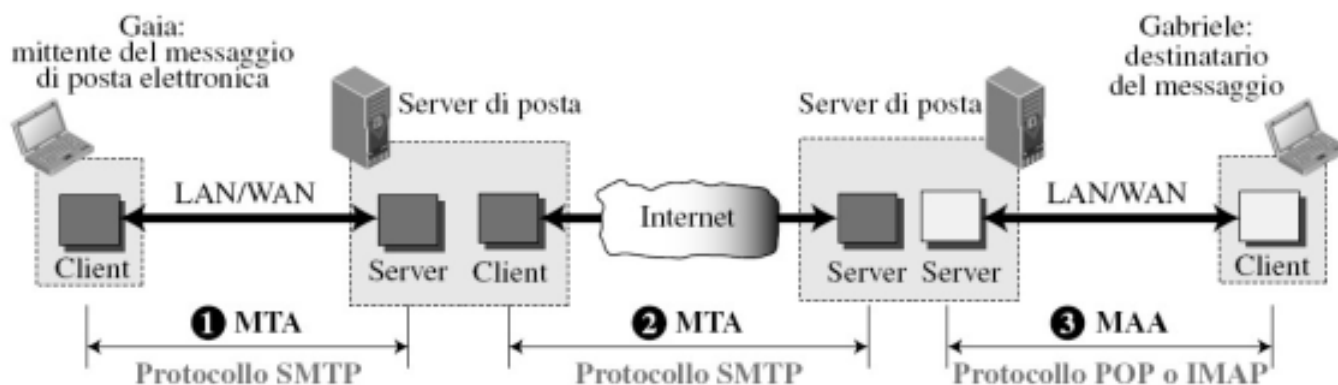 Gaia:
mittente del messaggio
di posta elettronica
Server di posta
Server di posta
Gabriele:
destinatario
del messaggio
LAN/WAN
Internet
LAN/WAN
Client
Server
Client
Server
Server
Client
1 MTA
2 MTA
3 MAA
Protocollo SMTP
Protocollo SMTP
Protocollo POP o IMAP